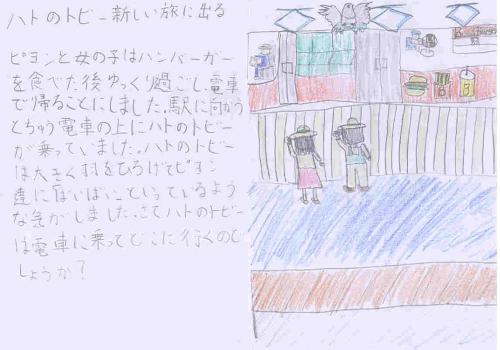 ハトのトビー新しい旅に出る
ピヨンと女の子はハンバーガー
を食べた後ゆっくり過ごし、電車
で帰ることにしました。駅に向かう
とちゅう電車の上にハトのトビー
が乗っていました。ハトのトビー
は大きく羽をひろげてピヨン
達にばいばいーといっているよう
な気がしました。さてハトのトビー
は電車に乗ってどこに行くので
しょうか？